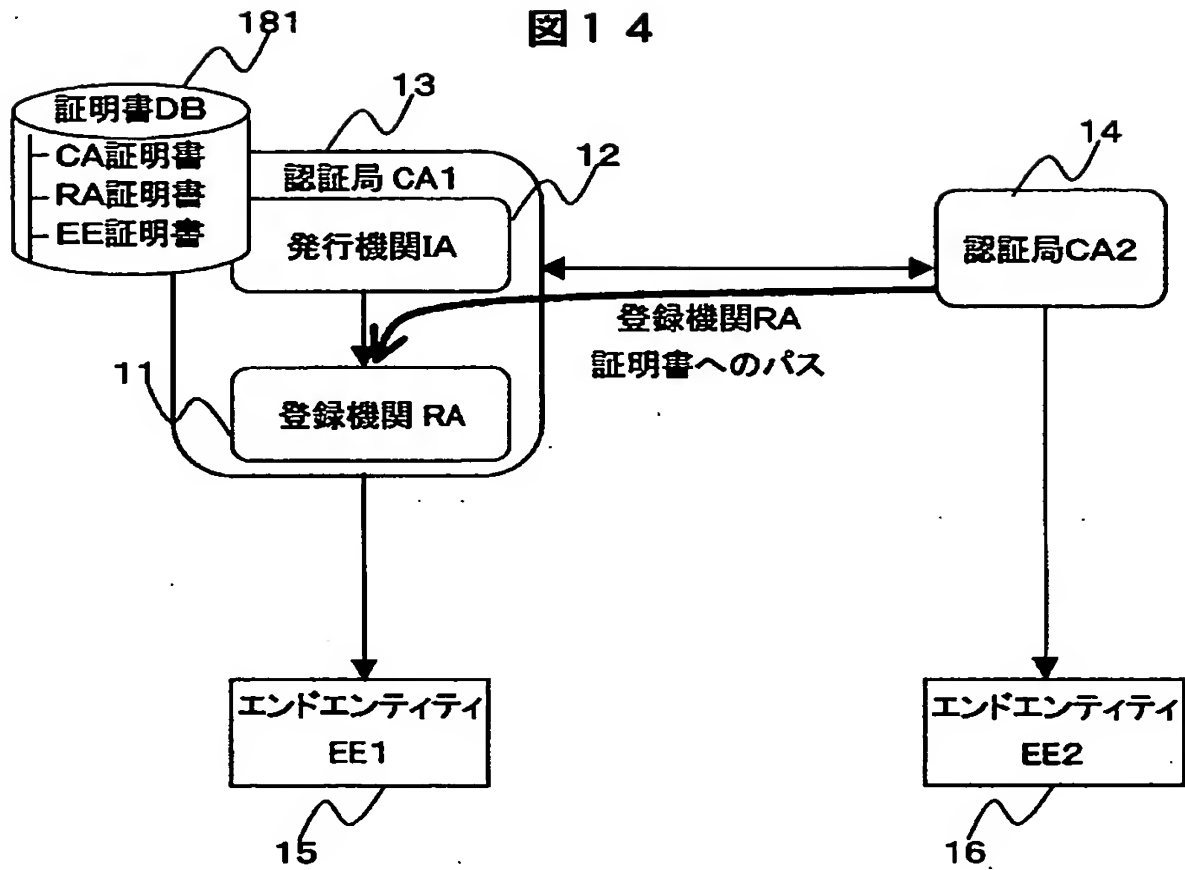 図14
181
証明書DB
CA証明書
RA証明書
EE証明書
13
認証局 CA1
12
発行機関IA
14
認証局CA2
登録機関RA
証明書へのパス
11
登録機関 RA
エンドエンティティ
EE1
エンドエンティティ
EE2
15
16